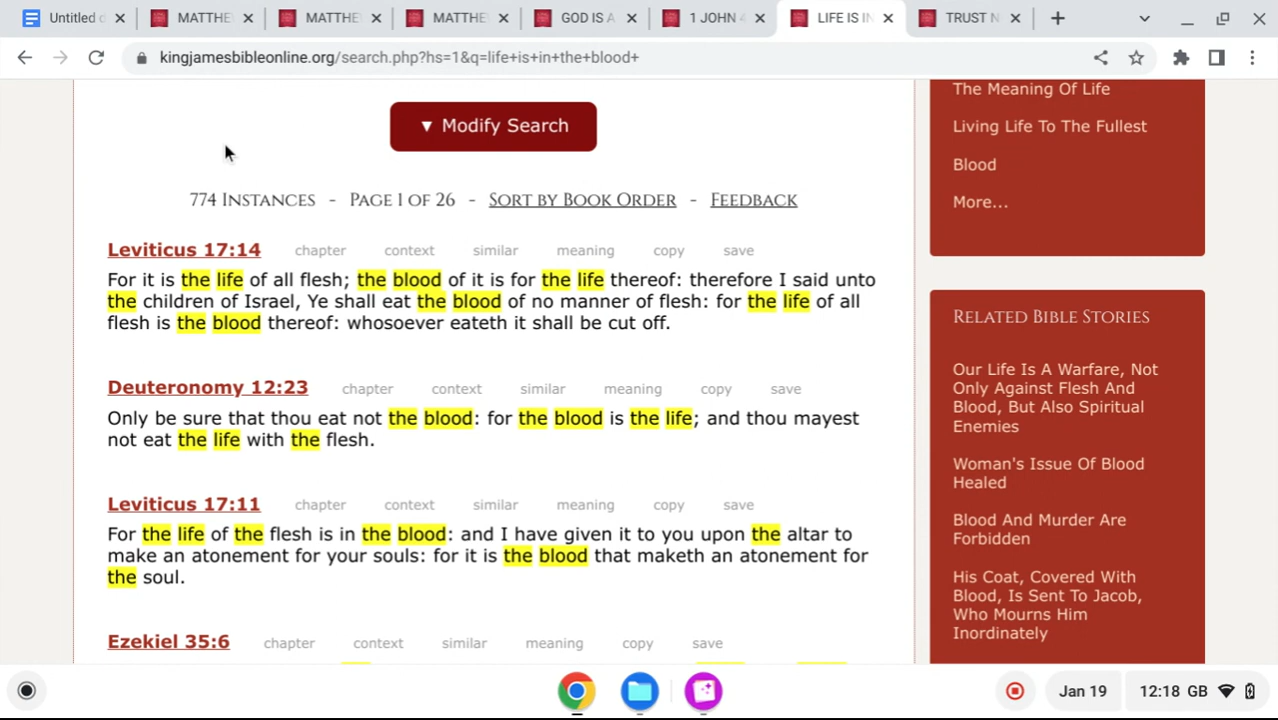 Untitled d
MATTHE
MATTHE
MATTHE
GOD IS A
1 JOHN 4
LIFE IS IN
TRUST N
kingjamesbibleonline.org/search.php?hs=1&q=life+is+in+the+blood+
▼ Modify Search
774 Instances - Page 1 of 26 - Sort by Book Order - Feedback
Leviticus 17:14 chapter context similar meaning copy save
For it is the life of all flesh; the blood of it is for the life thereof: therefore I said unto
the children of Israel, Ye shall eat the blood of no manner of flesh: for the life of all
flesh is the blood thereof: whosoever eateth it shall be cut off.
Deuteronomy 12:23 chapter context similar meaning copy save
Only be sure that thou eat not the blood: for the blood is the life; and thou mayest
not eat the life with the flesh.
Leviticus 17:11 chapter context similar meaning copy save
For the life of the flesh is in the blood: and I have given it to you upon the altar to
make an atonement for your souls: for it is the blood that maketh an atonement for
the soul.
Ezekiel 35:6 chapter context similar meaning copy save
The Meaning Of Life
Living Life To The Fullest
Blood
More...
Related Bible Stories
Our Life Is A Warfare, Not
Only Against Flesh And
Blood, But Also Spiritual
Enemies
Woman's Issue Of Blood
Healed
Blood And Murder Are
Forbidden
His Coat, Covered With
Blood, Is Sent To Jacob,
Who Mourns Him
Inordinately
Jan 19
12:18 GB